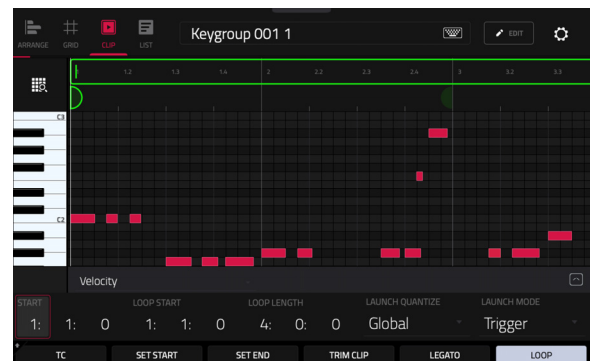 Keygroup 001 1
EDIT
ARRANGE GRID CLIP LIST
1.2 1.3 1.4 2 2.2 2.3 2.4 3 3.2 3.3
C3
C2
Velocity
START LOOP START LOOP LENGTH LAUNCH QUANTIZE LAUNCH MODE
1: 1: 0 1: 1: 0 4: 0: 0 Global Trigger
TC SET START SET END TRIM CLIP LEGATO LOOP